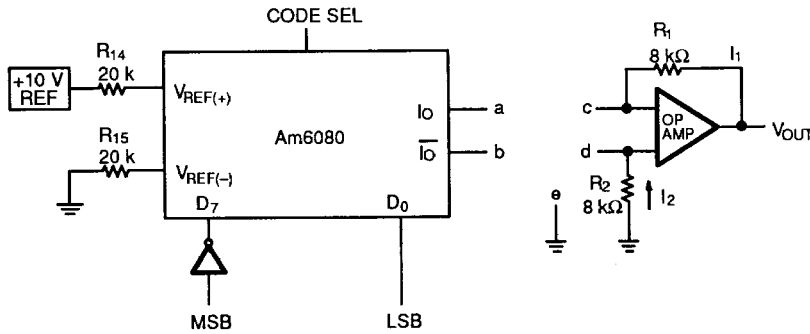 CODE SEL
R14
20 k
+10 V
REF
VREF(+)
R15
20 k
VREF(–)
Am6080
IO
IO
a
b
D7
D0
MSB
LSB
R1
8 kΩ
I1
c
d
OP
AMP
VOUT
R2
8 kΩ
I2
e